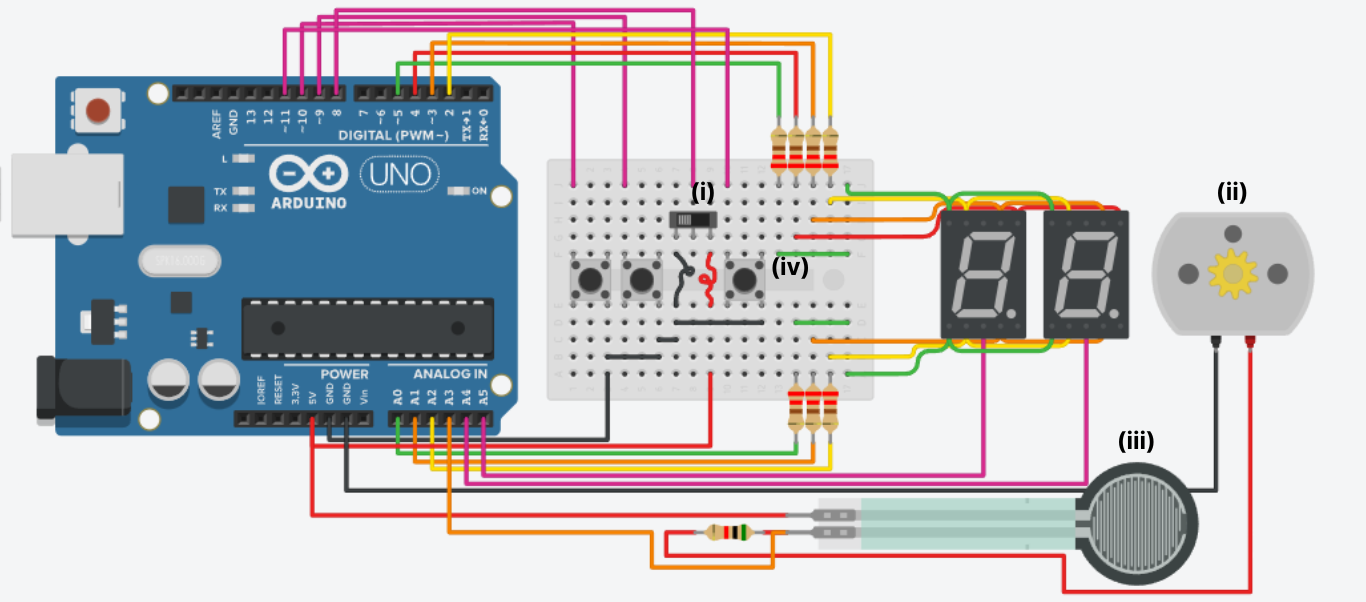 AREF
GND
13
12
~11
~10
~9
8
7
~6
~5
4
~3
2
TX→1
RX←0
DIGITAL (PWM~)
L
TX
RX
UNO
ON
ARDUINO
(i)
(ii)
(iv)
POWER
ANALOG IN
IOREF
RESET
3.3V
5V
GND
GND
Vin
A0
A1
A2
A3
A4
A5
(iii)